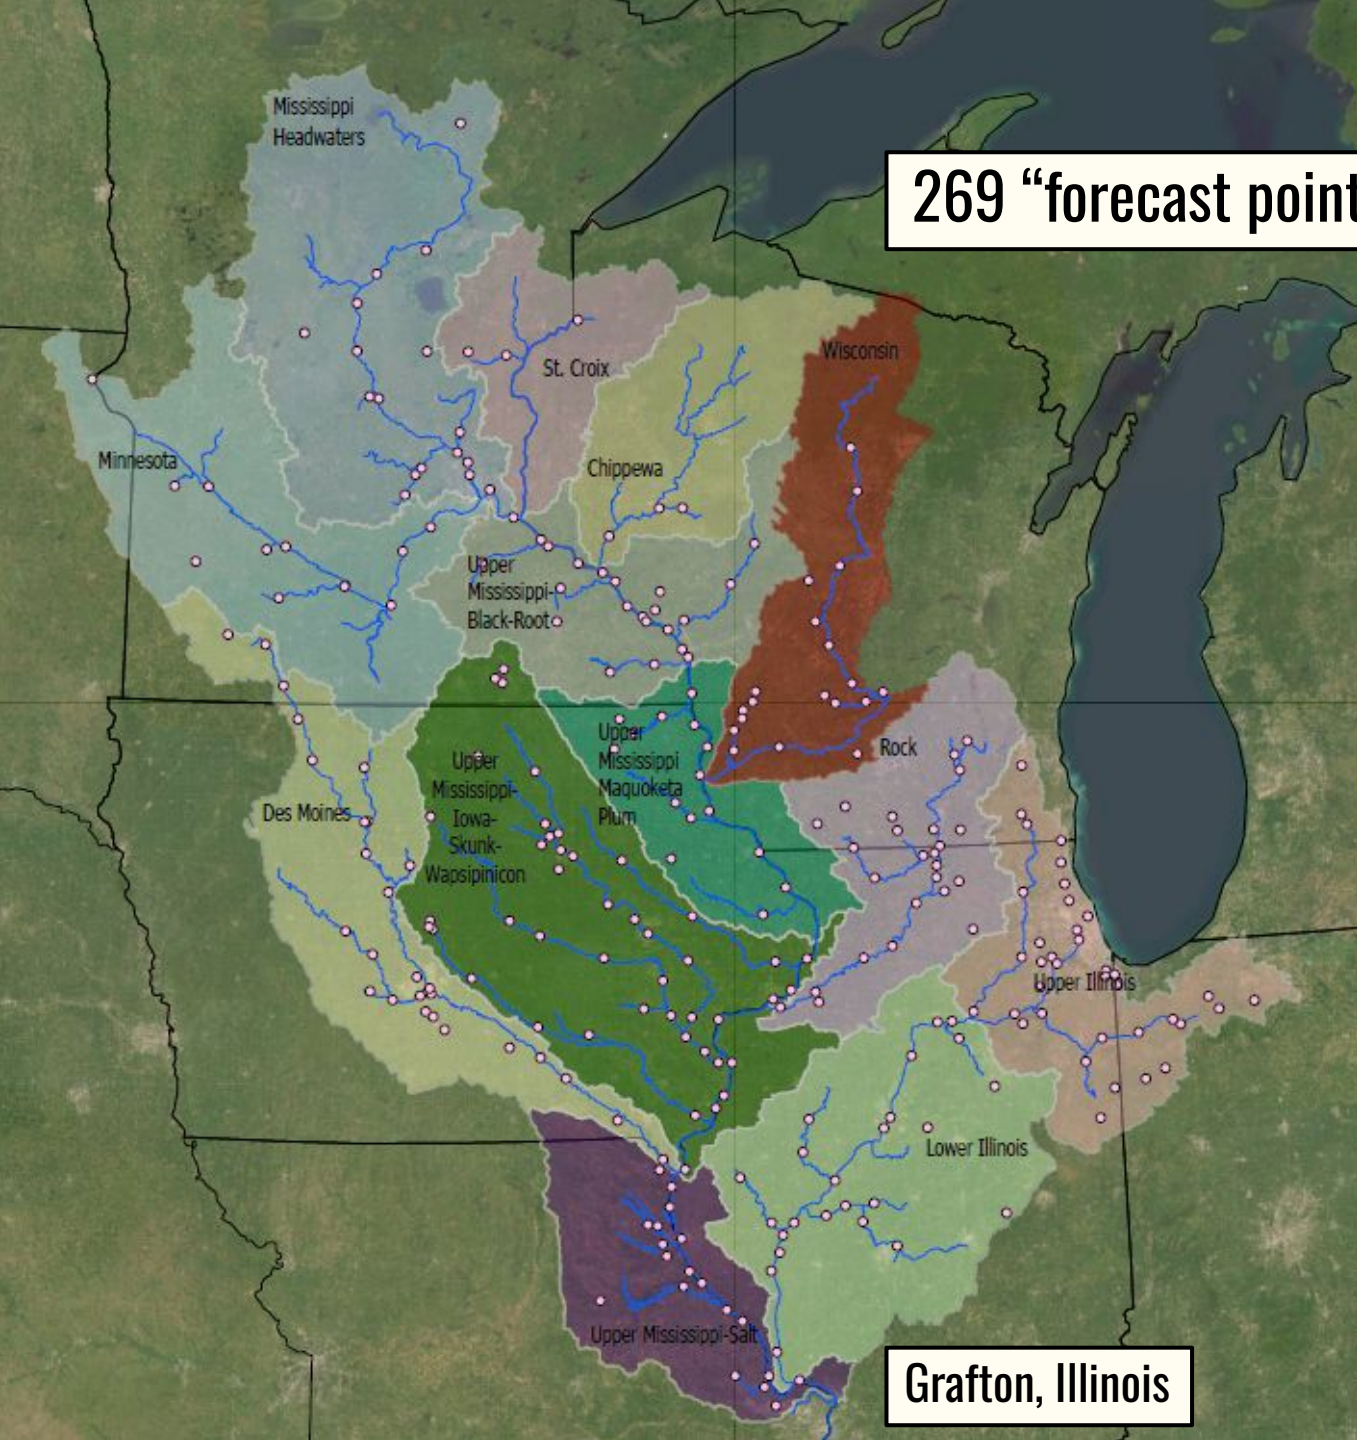 Mississippi
Headwaters
269 “forecast point
Wisconsin
St. Croix
Minnesota
Chippewa
Upper
Mississippi-
Black-Root
Upper
Mississippi
Maquoketa
Plum
Rock
Upper
Mississippi-
Iowa-
Skunk-
Wapsipinicon
Des Moines
Upper Illinois
Lower Illinois
Upper Mississippi-Salt
Grafton, Illinois